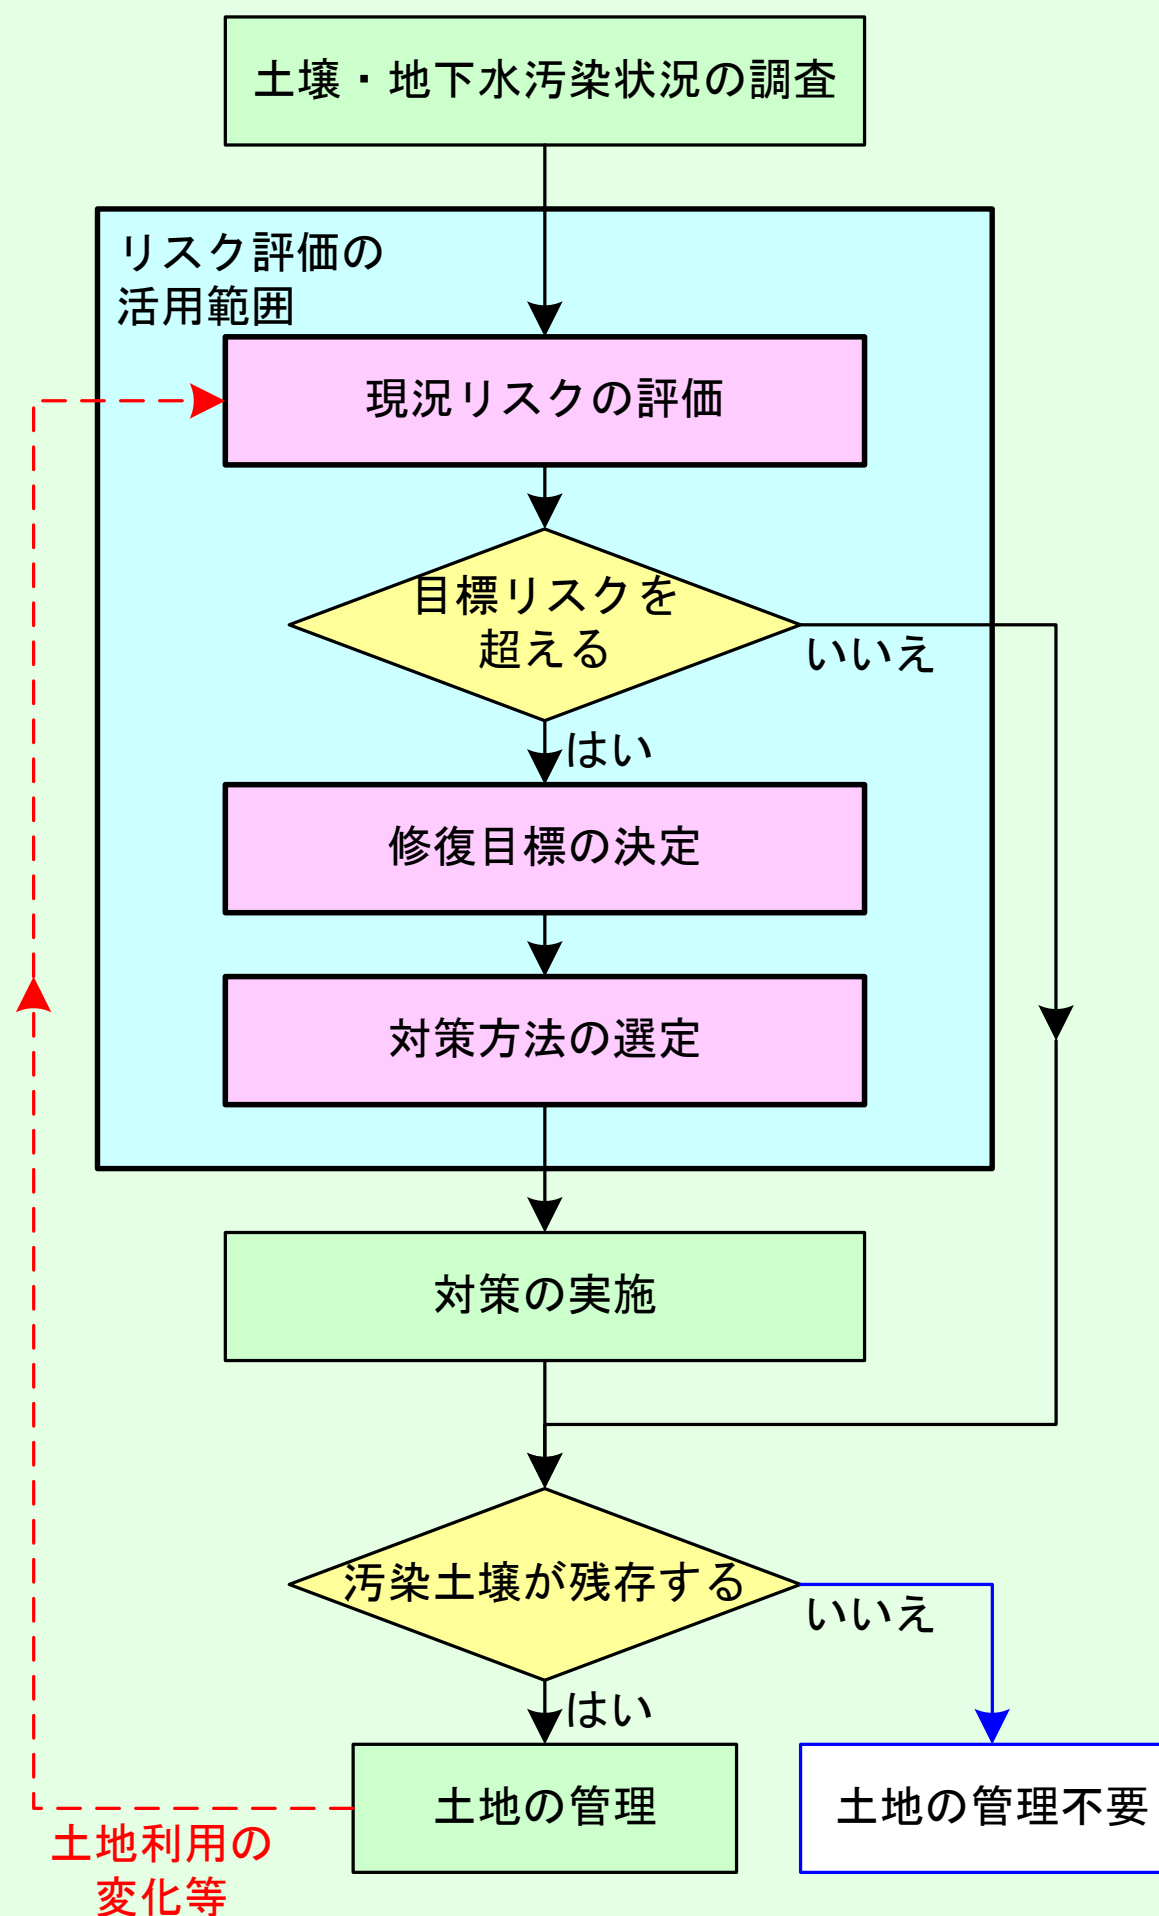 土壌・地下水汚染状況の調査
リスク評価の
活用範囲
現況リスクの評価
目標リスクを
超える
いいえ
はい
修復目標の決定
対策方法の選定
対策の実施
汚染土壌が残存する
いいえ
はい
土地の管理
土地の管理不要
土地利用の
変化等